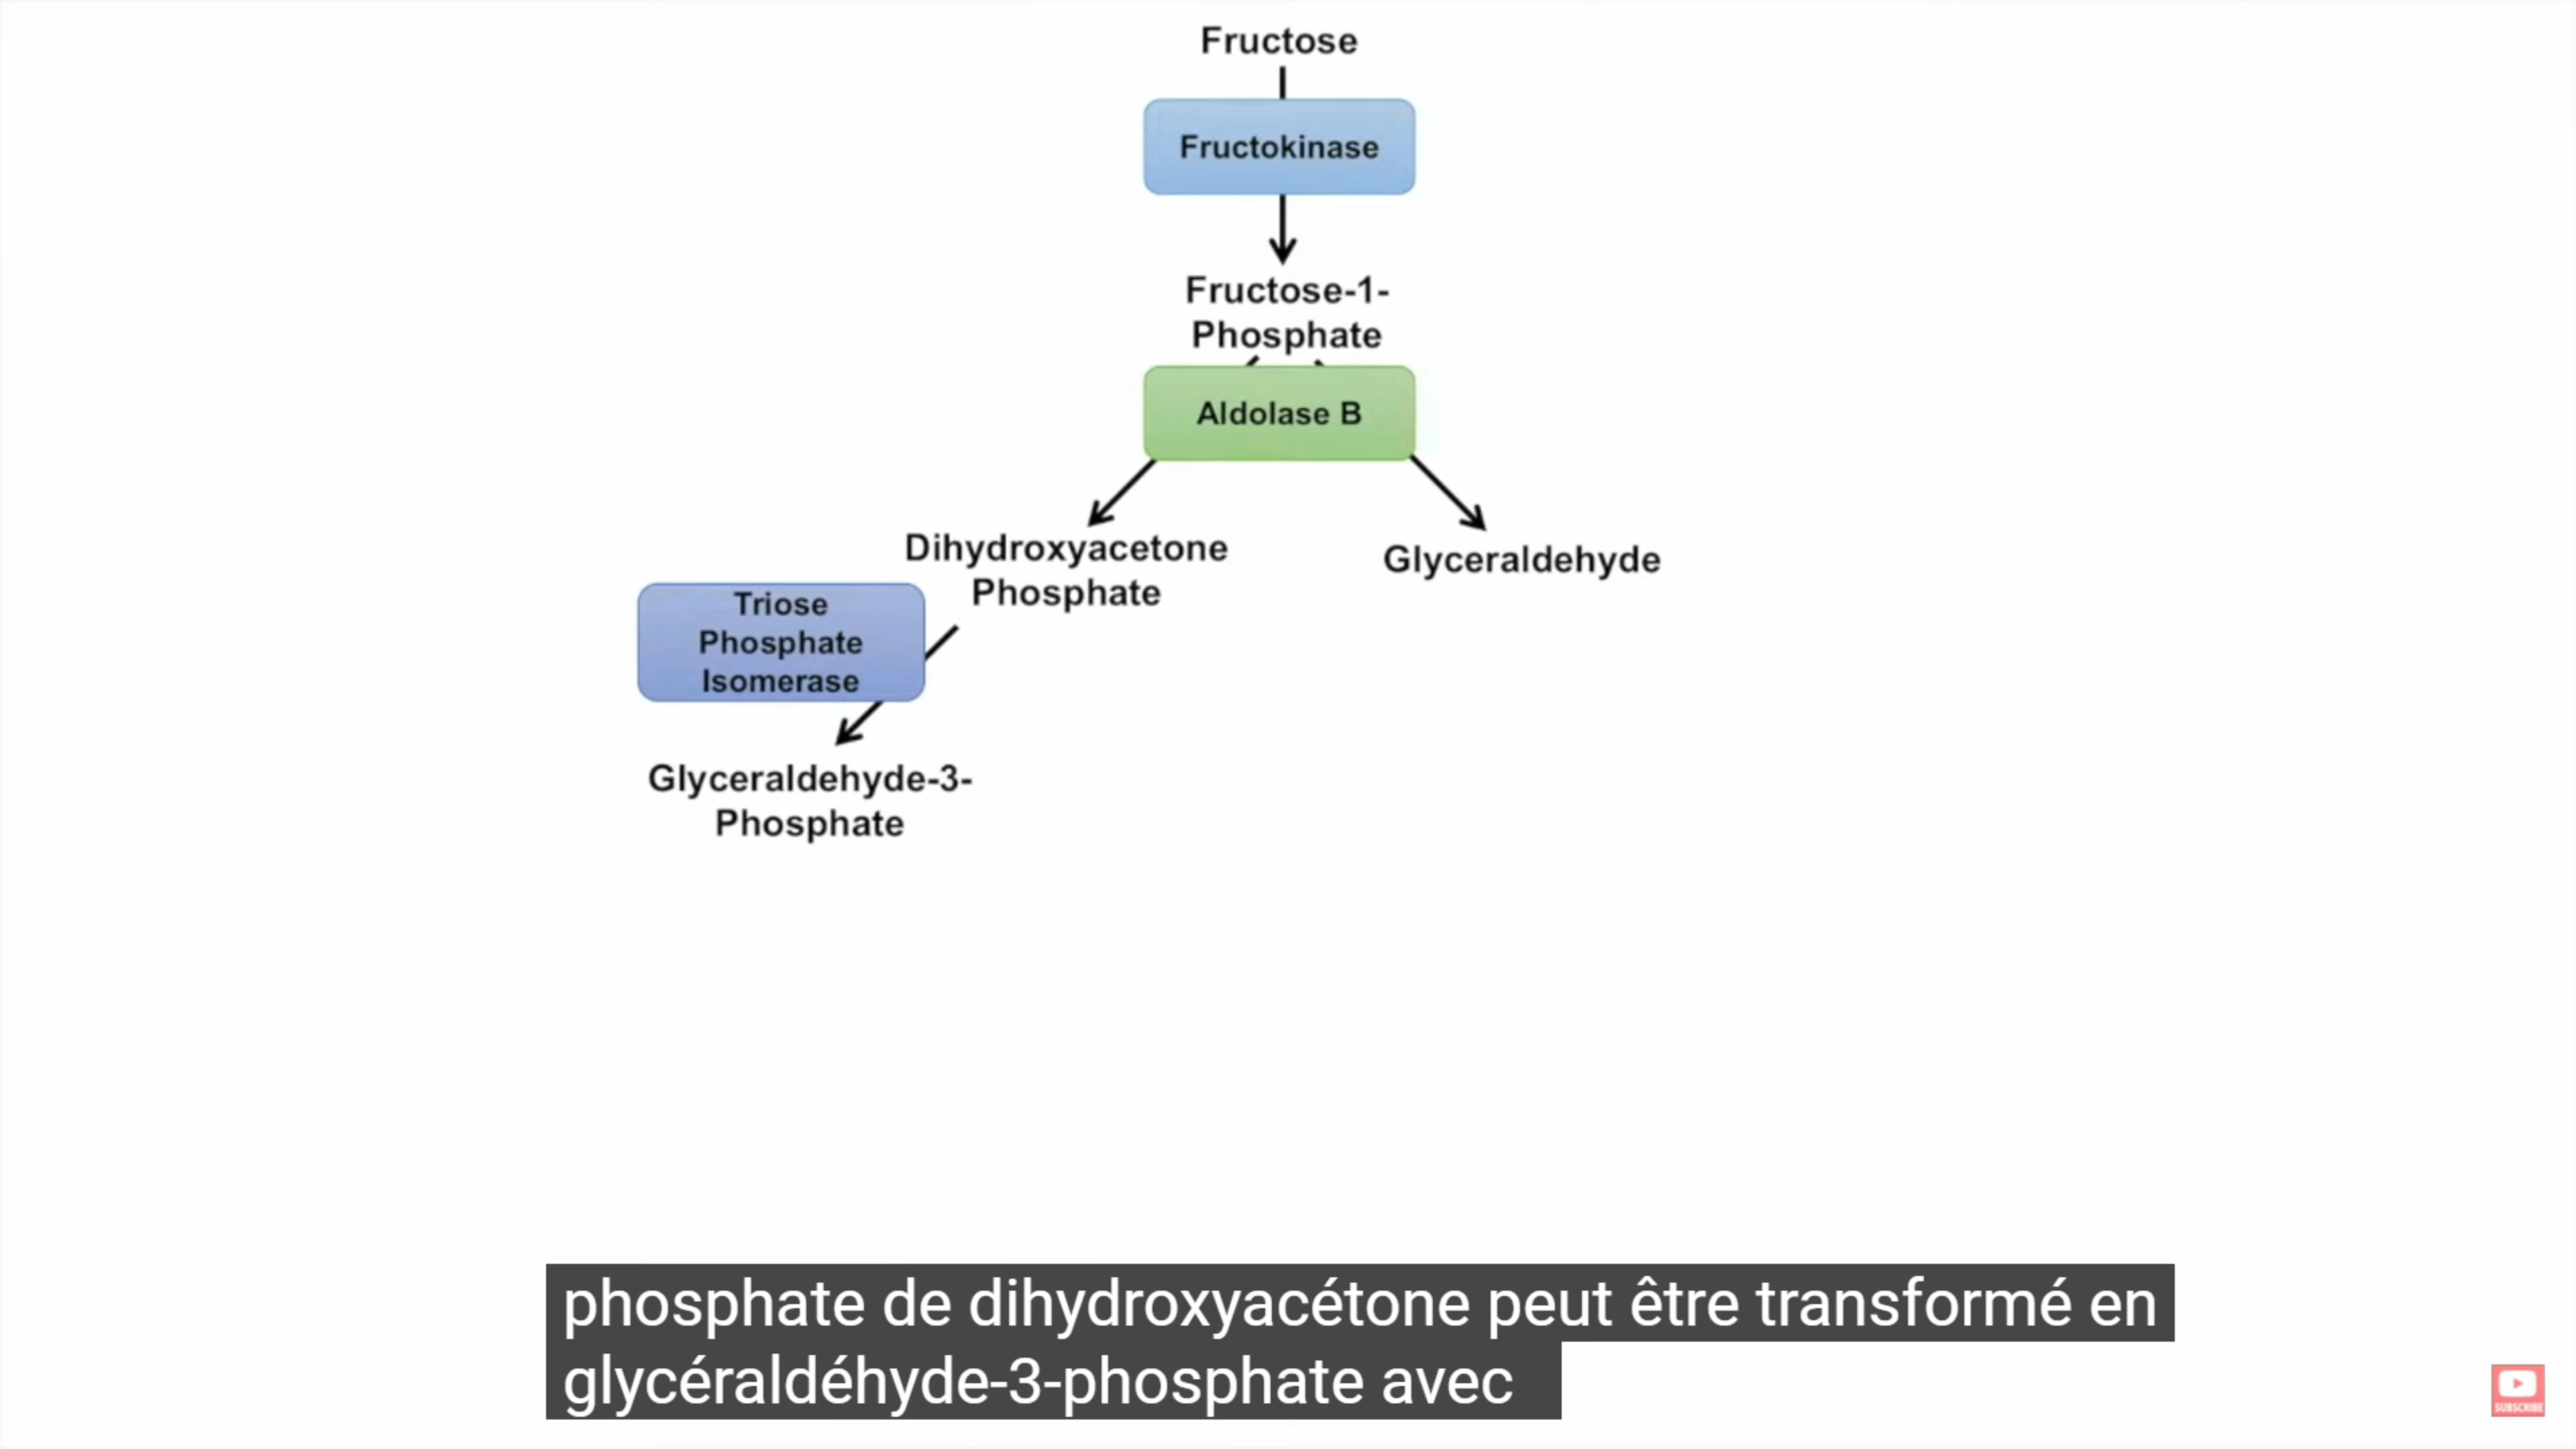 Fructose
Fructokinase
Fructose-1-
Phosphate
Aldolase B
Dihydroxyacetone
Phosphate
Glyceraldehyde
Triose
Phosphate
Isomerase
Glyceraldehyde-3-
Phosphate
phosphate de dihydroxyacétone peut être transformé en
glycéraldéhyde-3-phosphate avec
SUBSCRIBE